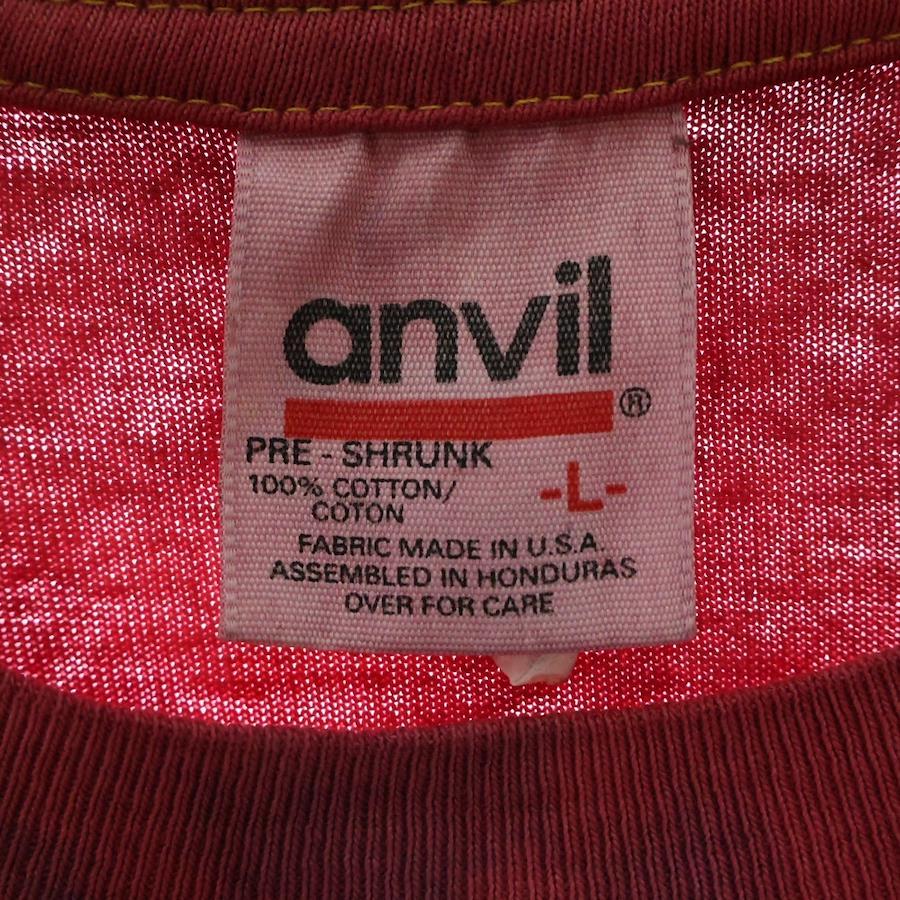 anvil®
PRE - SHRUNK
100% COTTON/
COTON
-L-
FABRIC MADE IN U.S.A.
ASSEMBLED IN HONDURAS
OVER FOR CARE